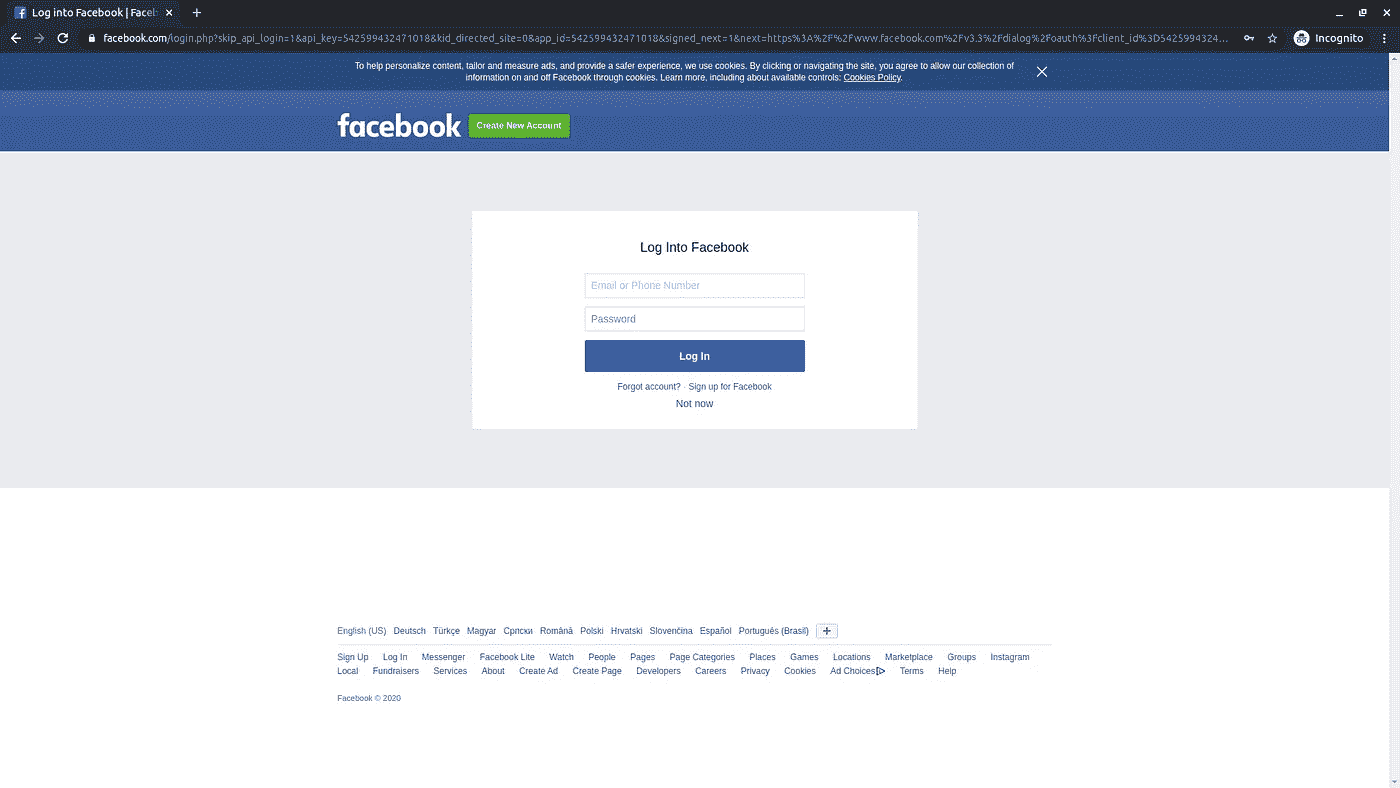 Log into Facebook | Faceb
facebook.com/login.php?skip_api_login=1&api_key=542599432471018&kid_directed_site=0&app_id=542599432471018&signed_next=1&next=https%3A%2F%2Fwww.facebook.com%2Fv3.3%2Fdialog%2Foauth%3Fclient_id%3D5425994324... Incognito
To help personalize content, tailor and measure ads, and provide a safer experience, we use cookies. By clicking or navigating the site, you agree to allow our collection of
information on and off Facebook through cookies. Learn more, including about available controls: Cookies Policy.
facebook Create New Account
Log Into Facebook
Email or Phone Number
Password
Log In
Forgot account? · Sign up for Facebook
Not now
English (US) Deutsch Türkçe Magyar Српски Română Polski Hrvatski Slovenčina Español Português (Brasil)
Sign Up Log In Messenger Facebook Lite Watch People Pages Page Categories Places Games Locations Marketplace Groups Instagram
Local Fundraisers Services About Create Ad Create Page Developers Careers Privacy Cookies Ad Choices Terms Help
Facebook © 2020